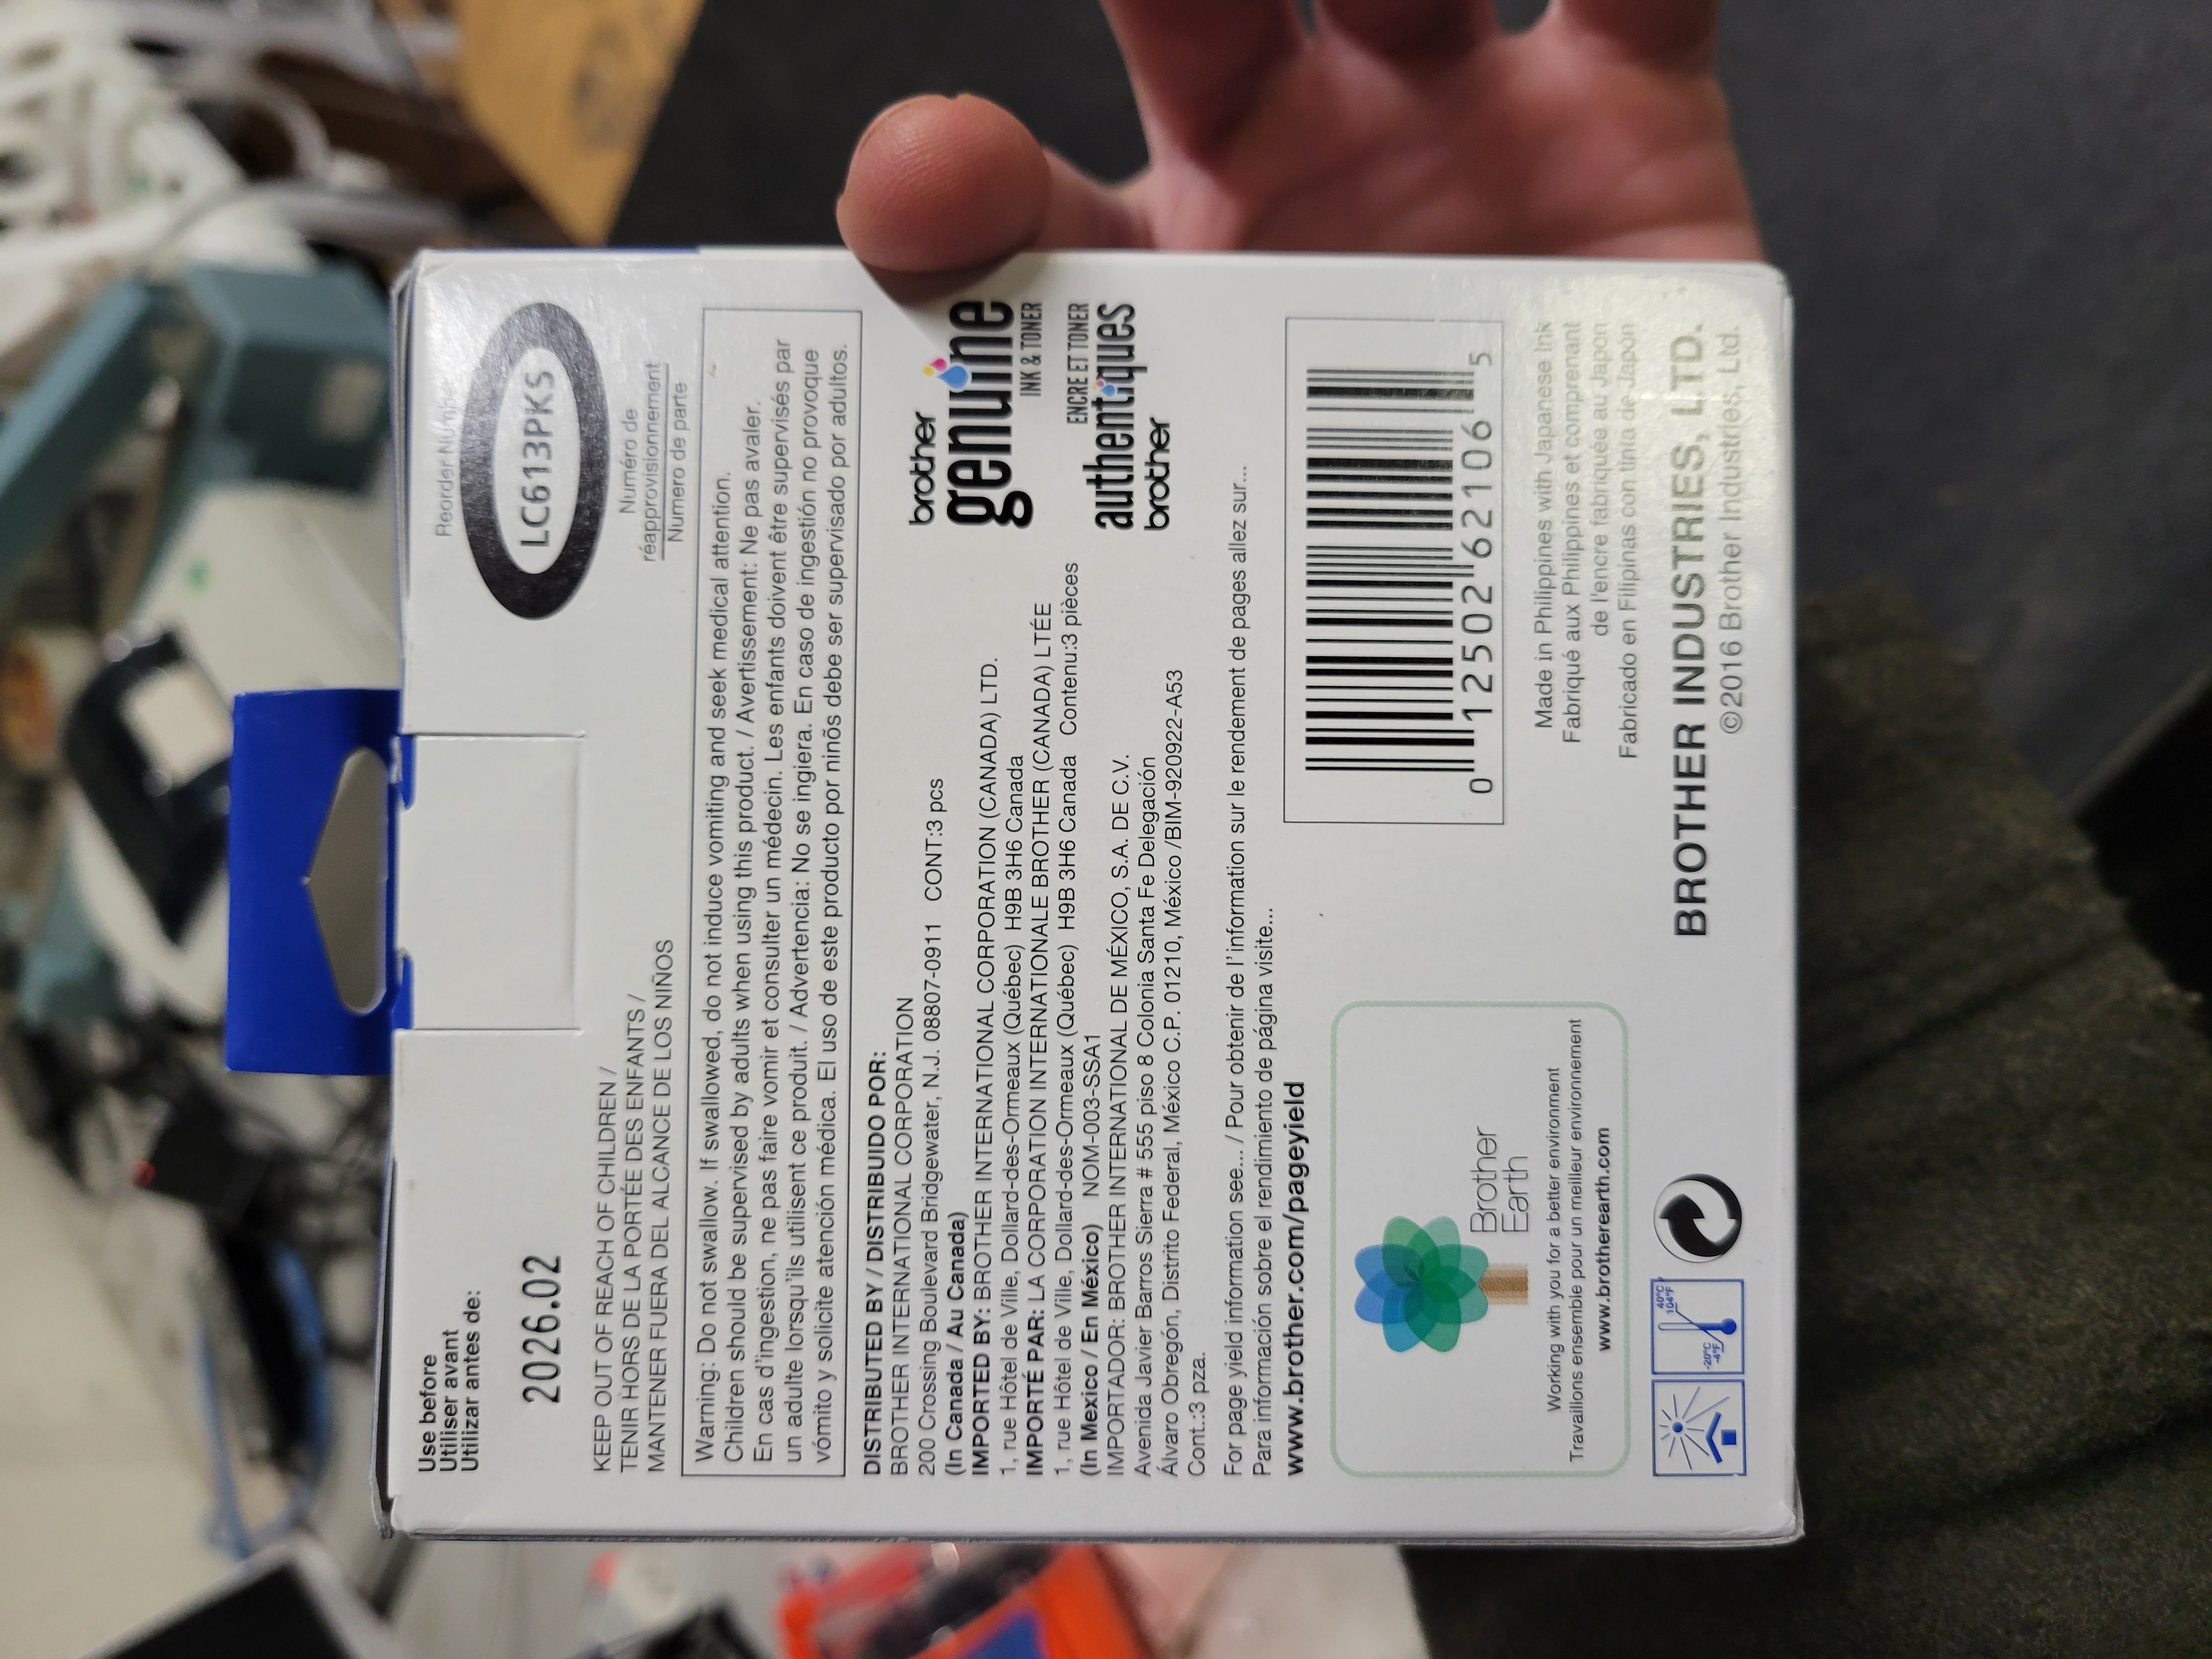 Use before
Utiliser avant
Utilizar antes de:
2026.02
Reorder Number
LC613PKS
Numéro de
réapprovisionnement
Numero de parte
KEEP OUT OF REACH OF CHILDREN /
TENIR HORS DE LA PORTÉE DES ENFANTS /
MANTENER FUERA DEL ALCANCE DE LOS NIÑOS
Warning: Do not swallow. If swallowed, do not induce vomiting and seek medical attention.
Children should be supervised by adults when using this product. / Avertissement: Ne pas avaler.
En cas d'ingestion, ne pas faire vomir et consulter un médecin. Les enfants doivent être supervisés par
un adulte lorsqu'ils utilisent ce produit. / Advertencia: No se ingiera. En caso de ingestión no provoque
vómito y solicite atención médica. El uso de este producto por ninõs debe ser supervisado por adultos.
DISTRIBUTED BY / DISTRIBUIDO POR:
BROTHER INTERNATIONAL CORPORATION
200 Crossing Boulevard Bridgewater, N.J. 08807-0911 CONT:3 pcs
(In Canada / Au Canada)
IMPORTED BY: BROTHER INTERNATIONAL CORPORATION (CANADA) LTD.
1, rue Hôtel de Ville, Dollard-des-Ormeaux (Québec) H9B 3H6 Canada
IMPORTÉ PAR: LA CORPORATION INTERNATIONALE BROTHER (CANADA) LTÉE
1, rue Hôtel de Ville, Dollard-des-Ormeaux (Québec) H9B 3H6 Canada Contenu:3 pièces
(In Mexico / En México) NOM-003-SSA1
IMPORTADOR: BROTHER INTERNATIONAL DE MÉXICO, S.A. DE C.V.
Avenida Javier Barros Sierra # 555 piso 8 Colonia Santa Fe Delegación
Álvaro Obregón, Distrito Federal, México C.P. 01210, México /BIM-920922-A53
Cont.:3 pza.
brother
genuine
INK & TONER
ENCRE ET TONER
authentiques
brother
For page yield information see... / Pour obtenir de l'information sur le rendement de pages allez sur...
Para información sobre el rendimiento de página visite...
www.brother.com/pageyield
Brother
Earth
Working with you for a better environment
Travaillons ensemble pour un meilleur environnement
www.brotherearth.com
0 12502 62106 5
Made in Philippines with Japanese Ink
Fabriqué aux Philippines et comprenant
de l'encre fabriquée au Japon
Fabricado en Filipinas con tinta de Japón
BROTHER INDUSTRIES, LTD.
©2016 Brother Industries, Ltd.
-20°C
-4°F
40°C
104°F